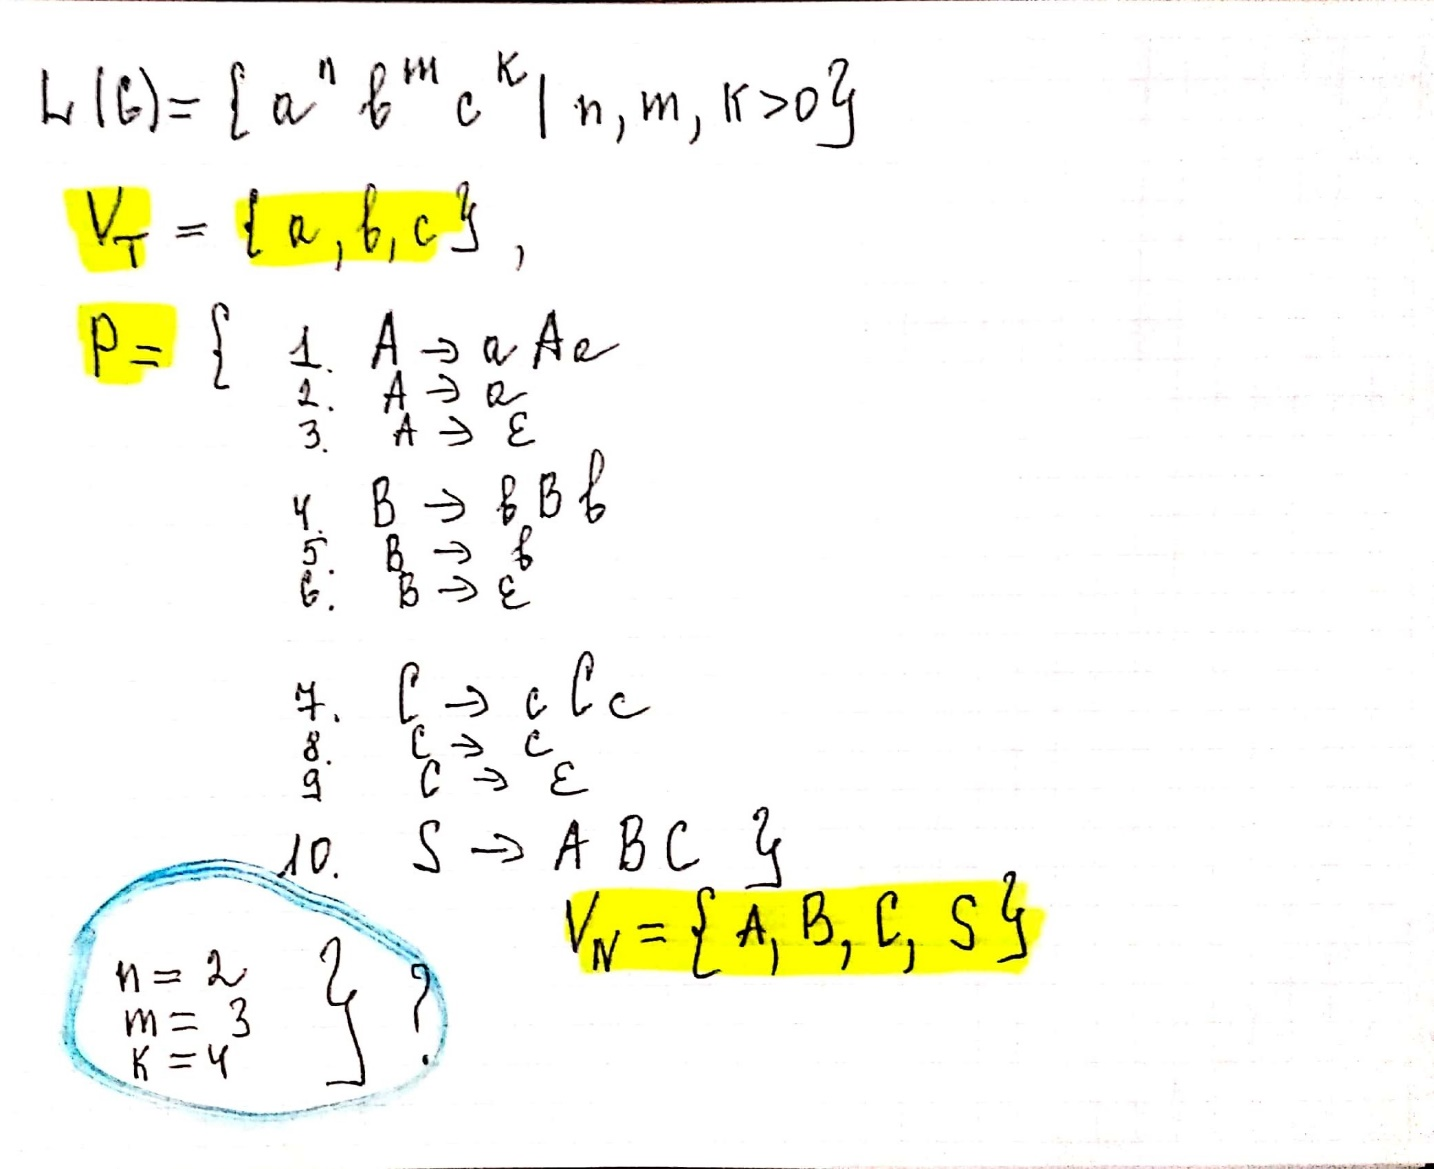 L(G)= { aⁿ bᵐ cᴷ | n, m, K>0}
V_T = {a, b, c},
P= { 1. A → a A a
2. A → a
3. A → ε
4. B → b B b
5. B → b
6. B → ε
7. C → c C c
8. C → c
9 C → ε
10. S → A B C }
V_N = { A, B, C, S }
n = 2
m = 3 } ?
K = 4